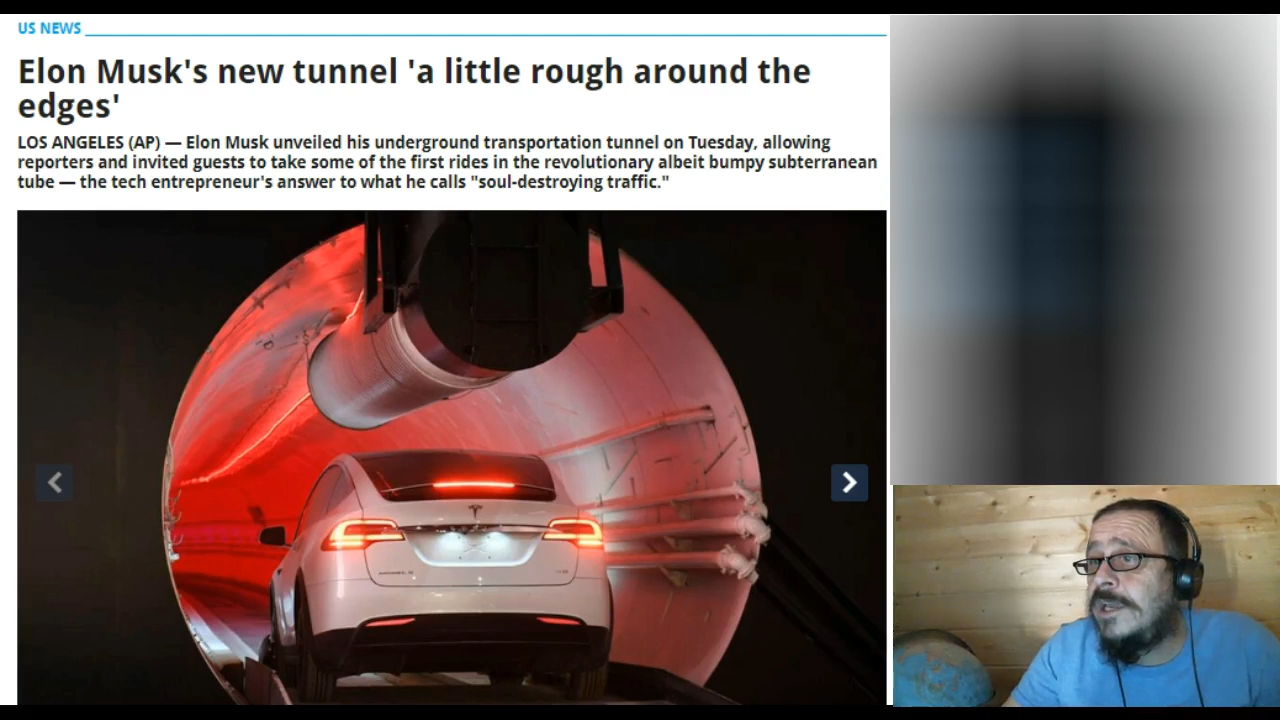 US NEWS
Elon Musk's new tunnel 'a little rough around the
edges'
LOS ANGELES (AP) — Elon Musk unveiled his underground transportation tunnel on Tuesday, allowing
reporters and invited guests to take some of the first rides in the revolutionary albeit bumpy subterranean
tube — the tech entrepreneur's answer to what he calls "soul-destroying traffic."